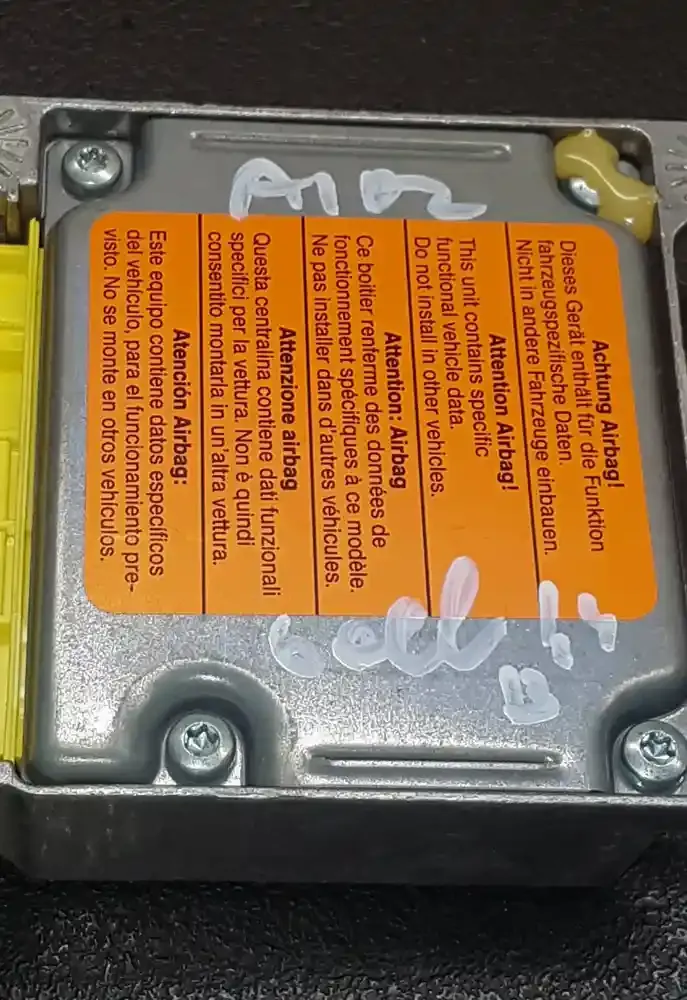 Achtung Airbag!
Dieses Gerät enthält für die Funktion
fahrzeugspezifische Daten.
Nicht in andere Fahrzeuge einbauen.
Attention Airbag!
This unit contains specific
functional vehicle data.
Do not install in other vehicles.
Attention: Airbag
Ce boîtier renferme des données de
fonctionnement spécifiques à ce modèle.
Ne pas installer dans d'autres véhicules.
Attenzione airbag
Questa centralina contiene dati funzionali
specifici per la vettura. Non è quindi
consentito montarla in un'altra vettura.
Atención Airbag:
Este equipo contiene datos específicos
del vehículo, para el funcionamiento pre-
visto. No se monte en otros vehículos.